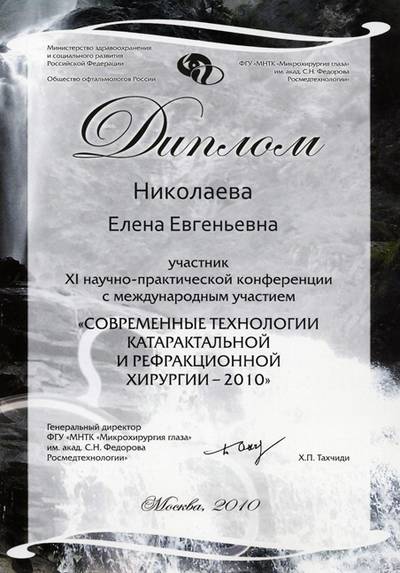 Министерство здравоохранения
и социального развития
Российской Федерации
Общество офтальмологов России
ФГУ «МНТК «Микрохирургия глаза»
им. акад. С.Н. Федорова
Росмедтехнологии»
Диплом
Николаева
Елена Евгеньевна
участник
XI научно-практической конференции
с международным участием
«СОВРЕМЕННЫЕ ТЕХНОЛОГИИ
КАТАРАКТАЛЬНОЙ
И РЕФРАКЦИОННОЙ
ХИРУРГИИ – 2010»
Генеральный директор
ФГУ «МНТК «Микрохирургия глаза»
им. акад. С.Н. Федорова
Росмедтехнологии»
Х.П. Тахчиди
Москва, 2010